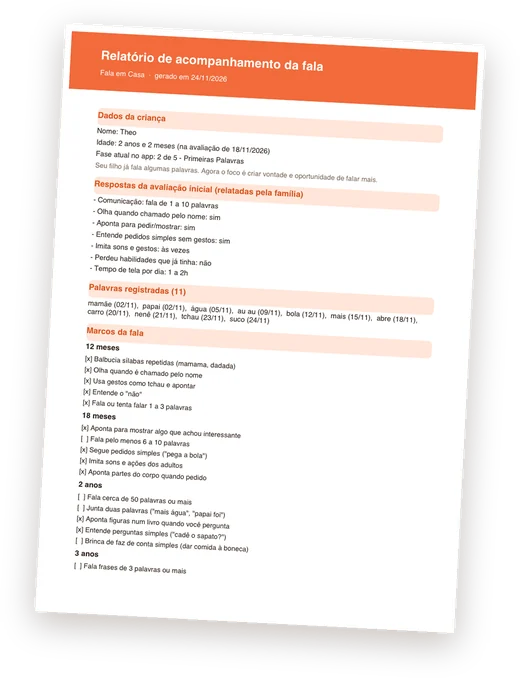 Relatório de acompanhamento da fala
Fala em Casa · gerado em 24/11/2026
Dados da criança
Nome: Theo
Idade: 2 anos e 2 meses (na avaliação de 18/11/2026)
Fase atual no app: 2 de 5 - Primeiras Palavras
Seu filho já fala algumas palavras. Agora o foco é criar vontade e oportunidade de falar mais.
Respostas da avaliação inicial (relatadas pela família)
- Comunicação: fala de 1 a 10 palavras
- Olha quando chamado pelo nome: sim
- Aponta para pedir/mostrar: sim
- Entende pedidos simples sem gestos: sim
- Imita sons e gestos: às vezes
- Perdeu habilidades que já tinha: não
- Tempo de tela por dia: 1 a 2h
Palavras registradas (11)
mamãe (02/11), papai (02/11), água (05/11), au au (09/11), bola (12/11), mais (15/11), abre (18/11),
carro (20/11), nenê (21/11), tchau (23/11), suco (24/11)
Marcos da fala
12 meses
[x] Balbucia sílabas repetidas (mamama, dadada)
[x] Olha quando é chamado pelo nome
[x] Usa gestos como tchau e apontar
[x] Entende o "não"
[x] Fala ou tenta falar 1 a 3 palavras
18 meses
[x] Aponta para mostrar algo que achou interessante
[ ] Fala pelo menos 6 a 10 palavras
[x] Segue pedidos simples ("pega a bola")
[x] Imita sons e ações dos adultos
[x] Aponta partes do corpo quando pedido
2 anos
[ ] Fala cerca de 50 palavras ou mais
[ ] Junta duas palavras ("mais água", "papai foi")
[x] Aponta figuras num livro quando você pergunta
[x] Entende perguntas simples ("cadê o sapato?")
[ ] Brinca de faz de conta simples (dar comida à boneca)
3 anos
[ ] Fala frases de 3 palavras ou mais